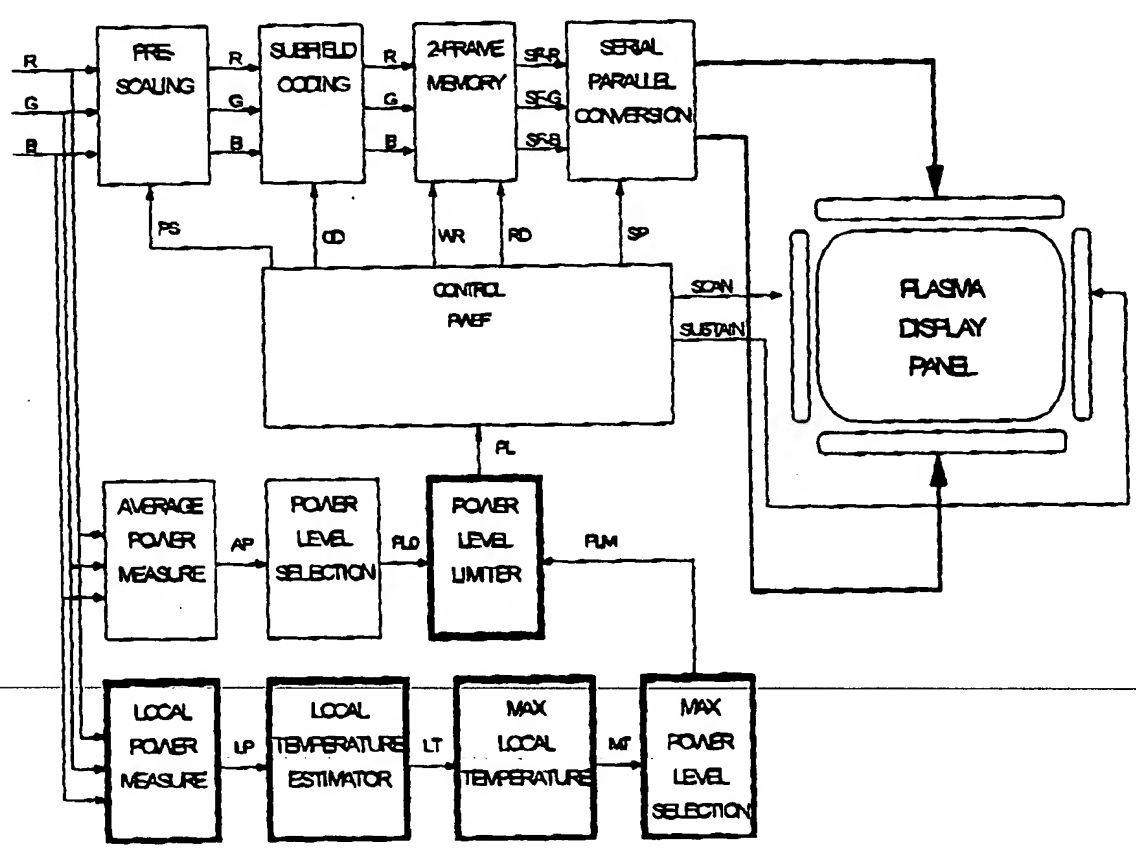 PRE-
SCALING
SUBFIELD
CODING
2-FRAME
MEMORY
SERIAL
PARALLEL
CONVERSION
R
R
R
SF-R
G
G
G
SF-G
B
B
B
SF-B
PS
CD
WR
RD
SP
CONTROL
SCAN
SUSTAIN
PLASMA
DISPLAY
PANEL
PL
AVERAGE
POWER
MEASURE
AP
POWER
LEVEL
SELECTION
PL0
POWER
LEVEL
LIMITER
PLM
LOCAL
POWER
MEASURE
LP
LOCAL
TEMPERATURE
ESTIMATOR
LT
MAX
LOCAL
TEMPERATURE
MT
MAX
POWER
LEVEL
SELECTION